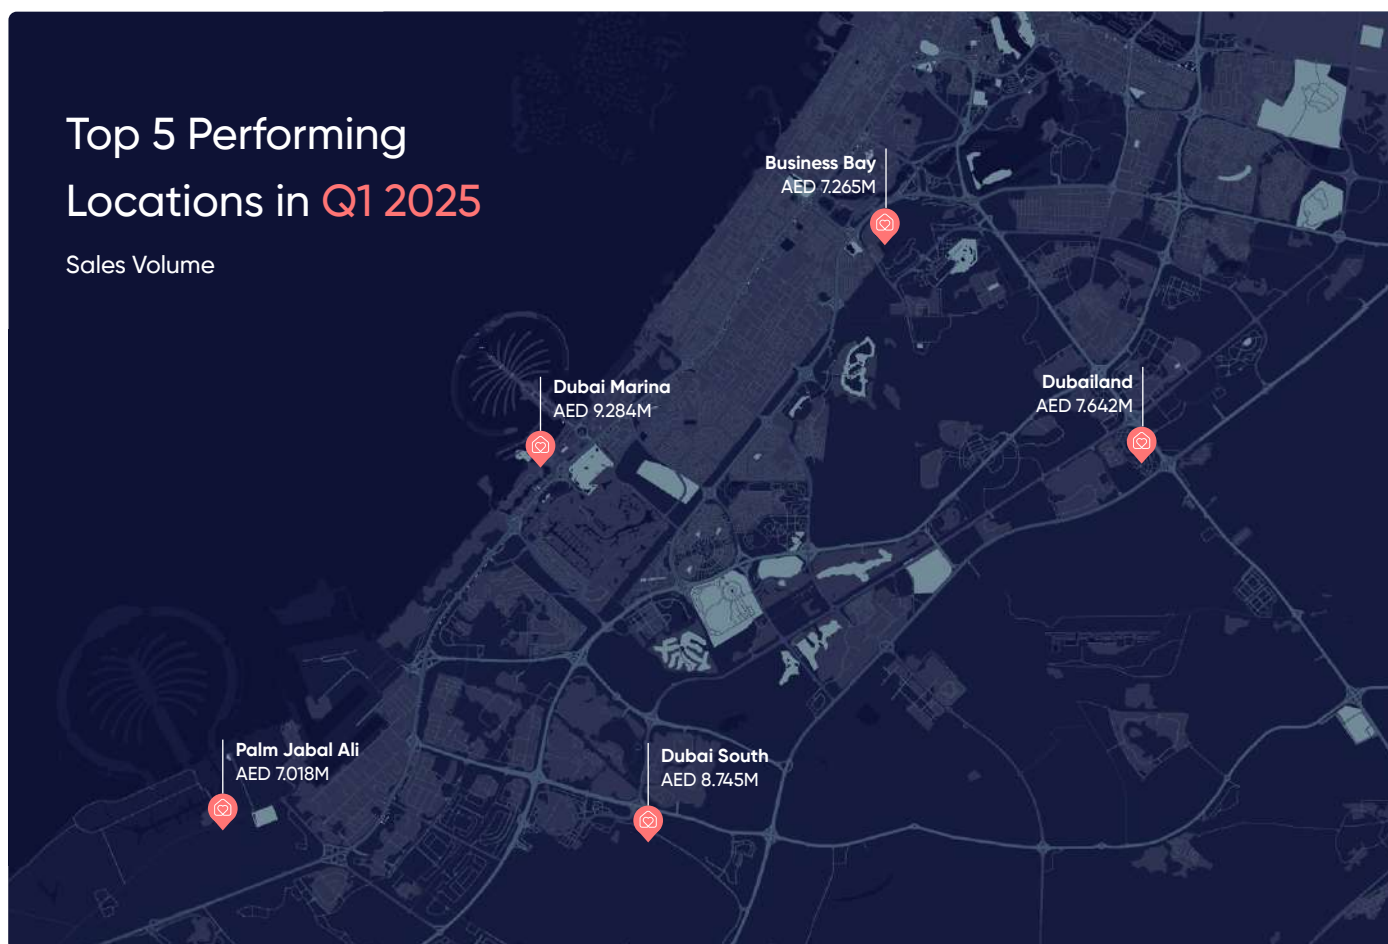 Top 5 Performing
Locations in Q1 2025
Sales Volume
Business Bay
AED 7.265M
Dubai Marina
AED 9.284M
Dubailand
AED 7.642M
Palm Jabal Ali
AED 7.018M
Dubai South
AED 8.745M